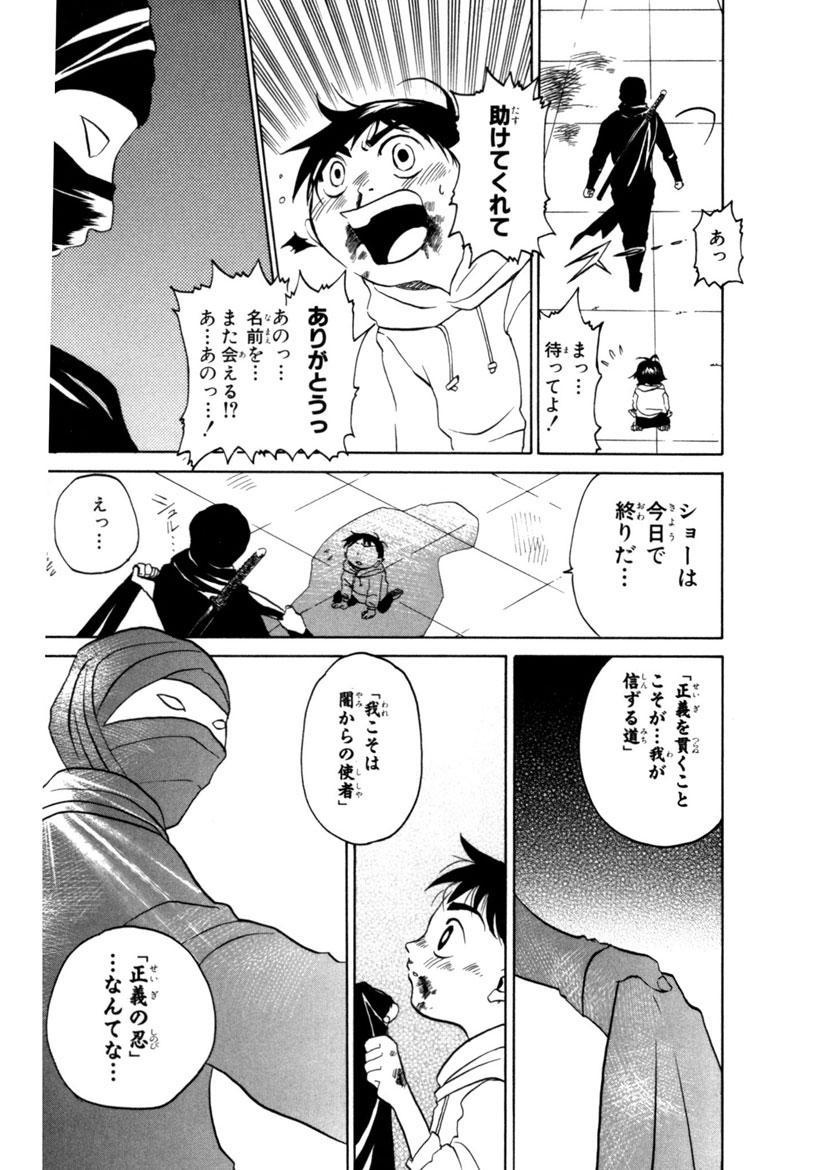 あっ
まっ…
待ってよ!
助けてくれて
ありがとうっ
あのっ…
名前を…
また会える!?
あ…あのっ…!
ショーは
今日で
終りだ…
ジュル…
えっ…
「正義を貫くこと
こそが…我が
信ずる道」
「我こそは
闇からの使者」
「正義の忍」
…なんてな…